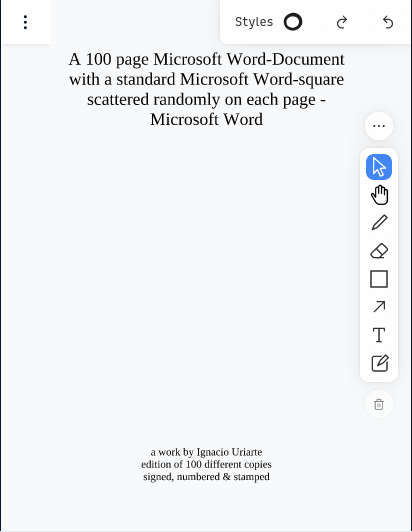 Styles
A 100 page Microsoft Word-Document
with a standard Microsoft Word-square
scattered randomly on each page -
Microsoft Word
T
a work by Ignacio Uriarte
edition of 100 different copies
signed, numbered & stamped